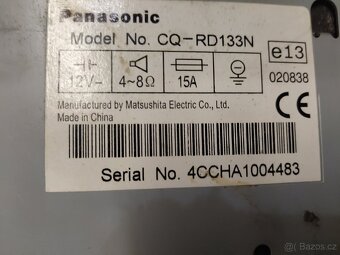 Panasonic
Model No. CQ-RD133N
12V⎓ 4~8Ω 15A
e13
020838
Manufactured by Matsushita Electric Co., Ltd.
Made in China
CE
Serial No. 4CCHA1004483
Bazos.cz